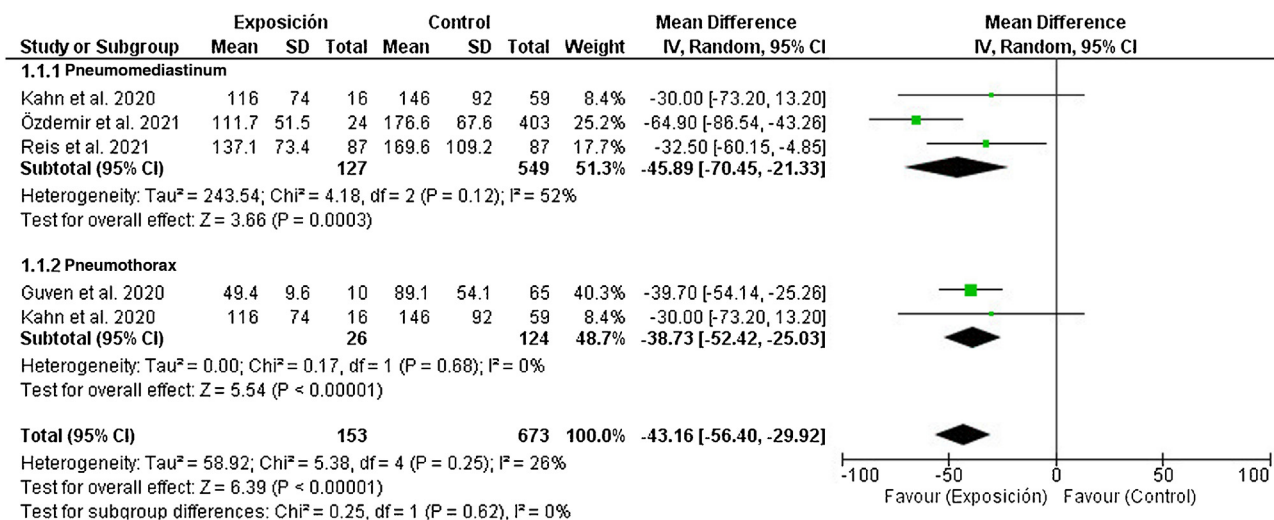 Exposición Control Mean Difference Mean Difference
Study or Subgroup Mean SD Total Mean SD Total Weight IV, Random, 95% CI IV, Random, 95% CI
1.1.1 Pneumomediastinum
Kahn et al. 2020 116 74 16 146 92 59 8.4% -30.00 [-73.20, 13.20]
Özdemir et al. 2021 111.7 51.5 24 176.6 67.6 403 25.2% -64.90 [-86.54, -43.26]
Reis et al. 2021 137.1 73.4 87 169.6 109.2 87 17.7% -32.50 [-60.15, -4.85]
Subtotal (95% CI) 127 549 51.3% -45.89 [-70.45, -21.33]
Heterogeneity: Tau² = 243.54; Chi² = 4.18, df = 2 (P = 0.12); I² = 52%
Test for overall effect: Z = 3.66 (P = 0.0003)
1.1.2 Pneumothorax
Guven et al. 2020 49.4 9.6 10 89.1 54.1 65 40.3% -39.70 [-54.14, -25.26]
Kahn et al. 2020 116 74 16 146 92 59 8.4% -30.00 [-73.20, 13.20]
Subtotal (95% CI) 26 124 48.7% -38.73 [-52.42, -25.03]
Heterogeneity: Tau² = 0.00; Chi² = 0.17, df = 1 (P = 0.68); I² = 0%
Test for overall effect: Z = 5.54 (P < 0.00001)
Total (95% CI) 153 673 100.0% -43.16 [-56.40, -29.92]
Heterogeneity: Tau² = 58.92; Chi² = 5.38, df = 4 (P = 0.25); I² = 26%
Test for overall effect: Z = 6.39 (P < 0.00001)
Test for subgroup differences: Chi² = 0.25, df = 1 (P = 0.62), I² = 0%
-100 -50 0 50 100
Favour (Exposición) Favour (Control)